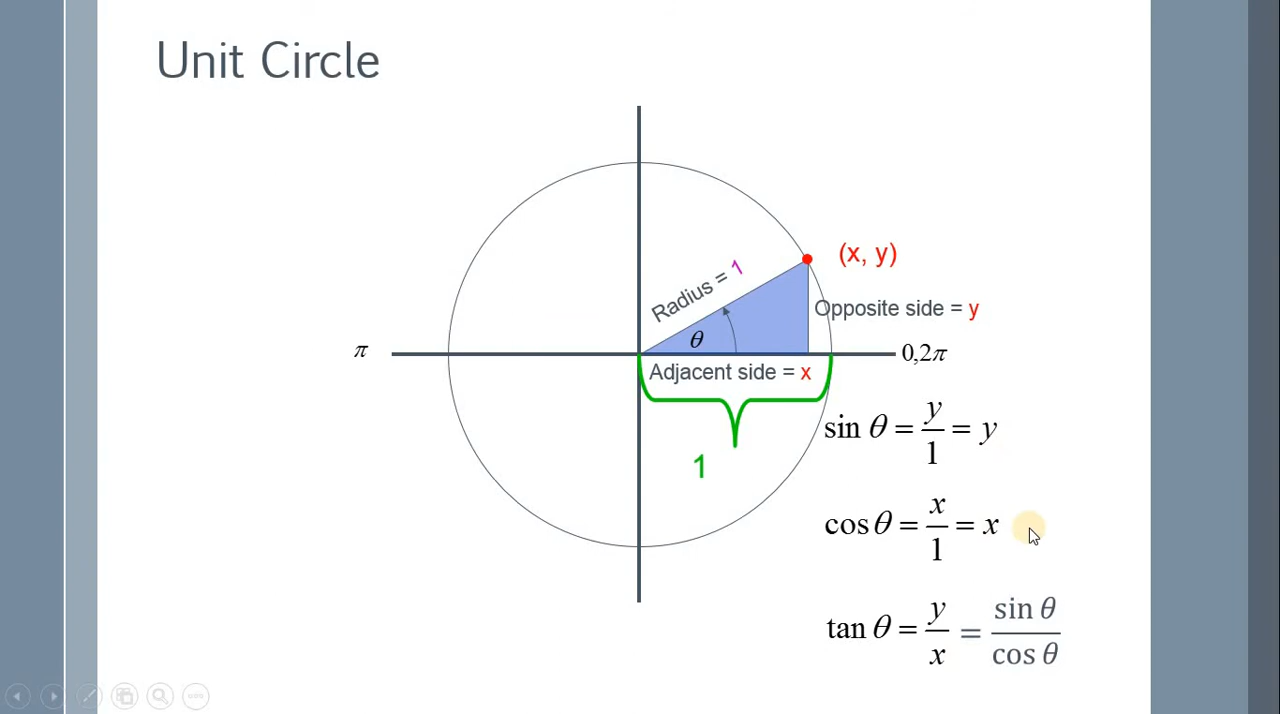 Unit Circle
(x, y)
Radius = 1
Opposite side = y
θ
π
0,2π
Adjacent side = x
1
sin θ = y/1 = y
cos θ = x/1 = x
tan θ = y/x = sin θ/cos θ